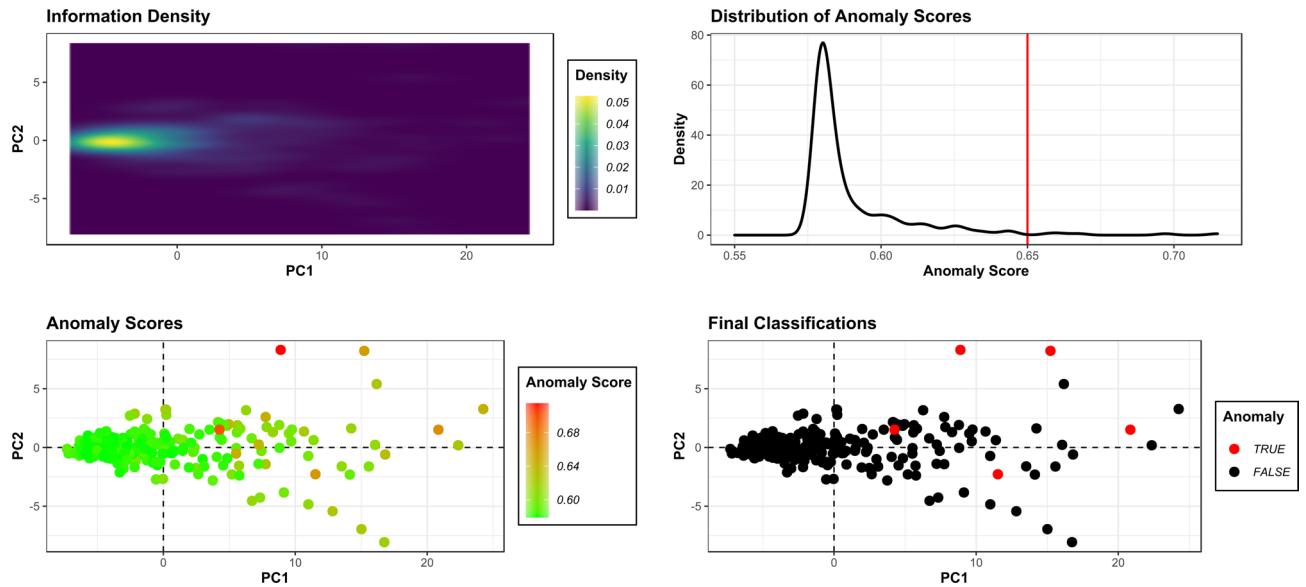 Information Density
PC2
5
0
-5
0
10
20
PC1
Density
0.05
0.04
0.03
0.02
0.01
Distribution of Anomaly Scores
Density
80
60
40
20
0
0.55
0.60
0.65
0.70
Anomaly Score
Anomaly Scores
PC2
5
0
-5
0
10
20
PC1
Anomaly Score
0.68
0.64
0.60
Final Classifications
PC2
5
0
-5
0
10
20
PC1
Anomaly
TRUE
FALSE